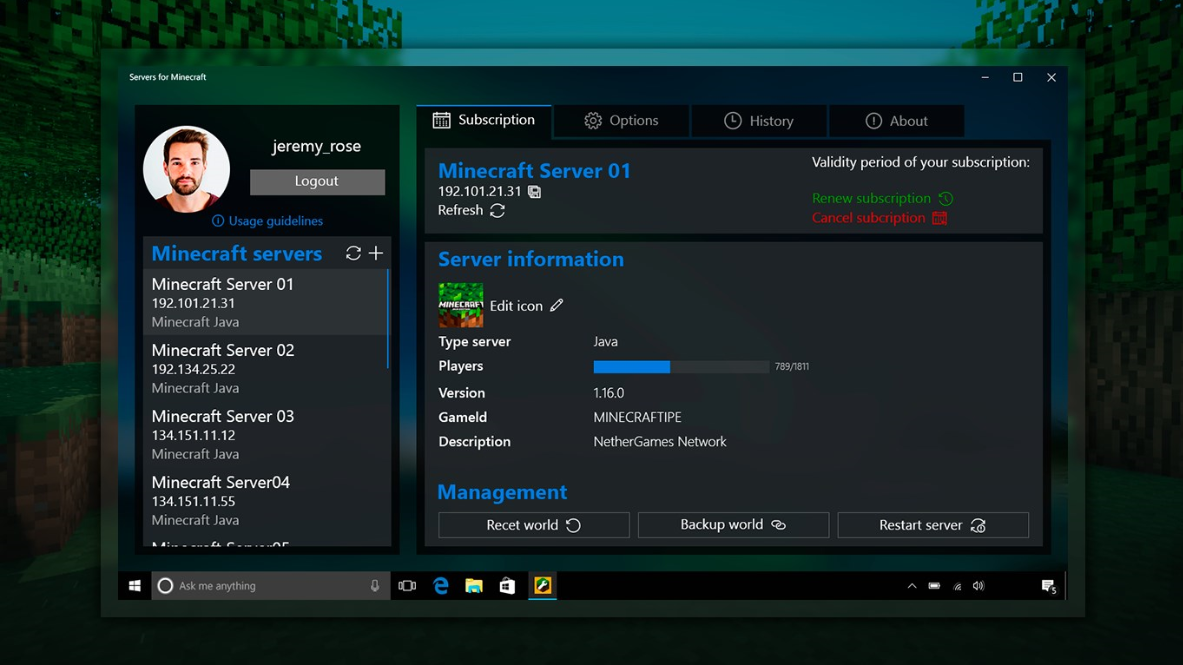 Servers for Minecraft
jeremy_rose
Logout
Usage guidelines
Minecraft servers
Minecraft Server 01
192.101.21.31
Minecraft Java
Minecraft Server 02
192.134.25.22
Minecraft Java
Minecraft Server 03
134.151.11.12
Minecraft Java
Minecraft Server04
134.151.11.55
Minecraft Java
Minecraft Server05
Subscription
Options
History
About
Minecraft Server 01
192.101.21.31
Refresh
Validity period of your subscription:
Renew subscription
Cancel subcription
Server information
MINECRAFT
Edit icon
Type server Java
Players 789/1811
Version 1.16.0
GameId MINECRAFTIPE
Description NetherGames Network
Management
Recet world
Backup world
Restart server
Ask me anything
5